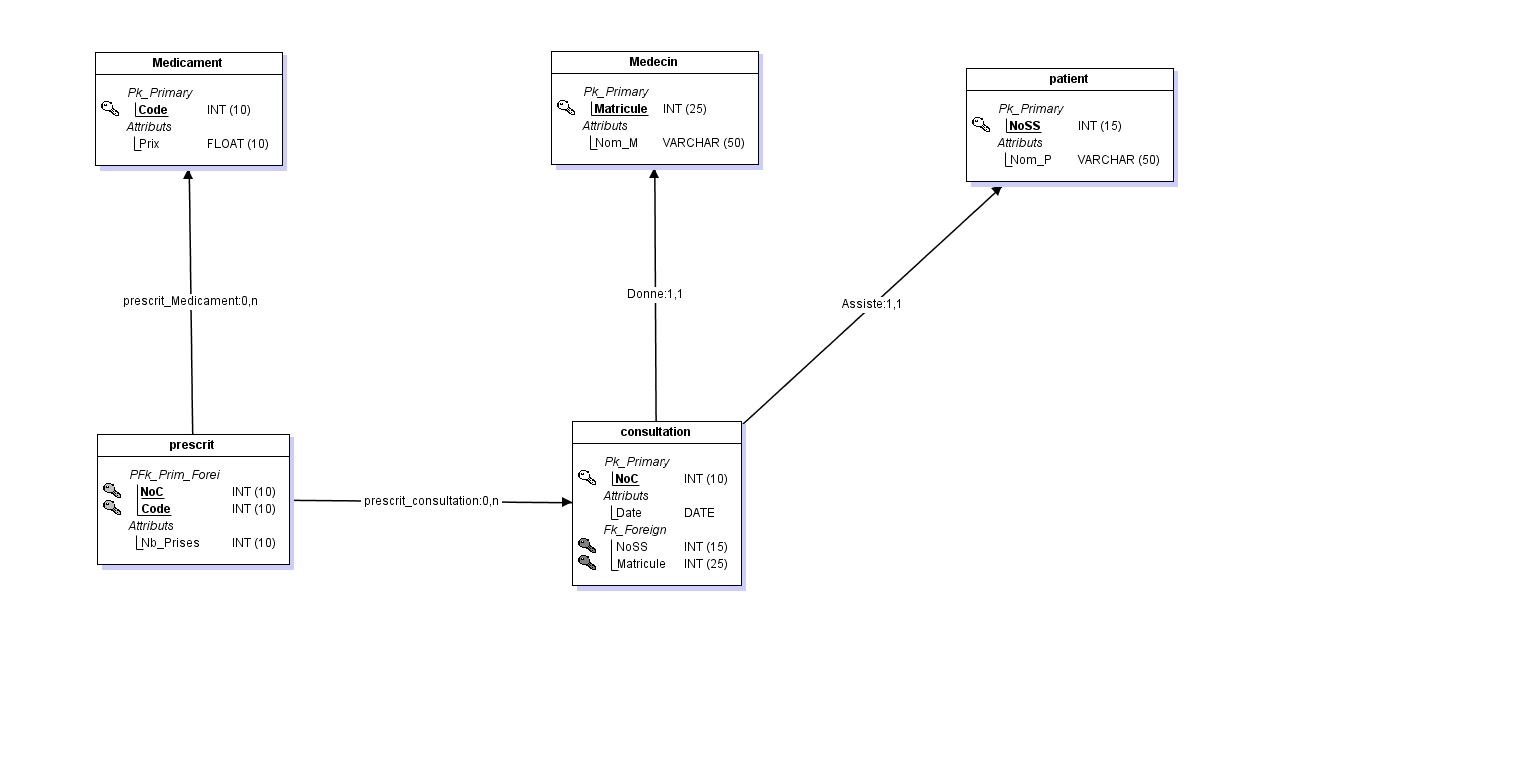 Medicament
Pk_Primary
Code INT (10)
Attributs
Prix FLOAT (10)
Medecin
Pk_Primary
Matricule INT (25)
Attributs
Nom_M VARCHAR (50)
patient
Pk_Primary
NoSS INT (15)
Attributs
Nom_P VARCHAR (50)
prescrit_Medicament:0,n
Donne:1,1
Assiste:1,1
prescrit
PFk_Prim_Forei
NoC INT (10)
Code INT (10)
Attributs
Nb_Prises INT (10)
prescrit_consultation:0,n
consultation
Pk_Primary
NoC INT (10)
Attributs
Date DATE
Fk_Foreign
NoSS INT (15)
Matricule INT (25)